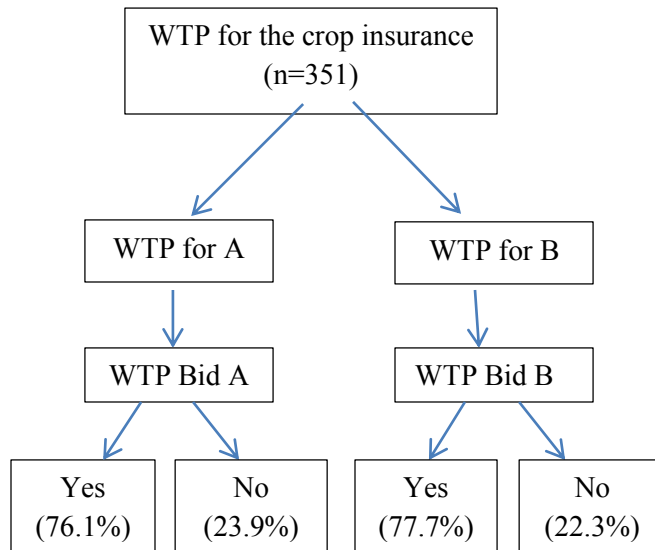 WTP for the crop insurance
(n=351)
WTP for A
WTP for B
WTP Bid A
WTP Bid B
Yes
(76.1%)
No
(23.9%)
Yes
(77.7%)
No
(22.3%)